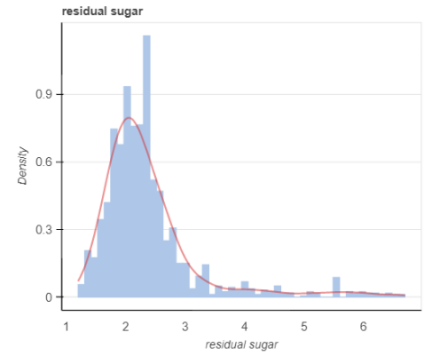 residual sugar
0.9
0.6
Density
0.3
0
1 2 3 4 5 6
residual sugar